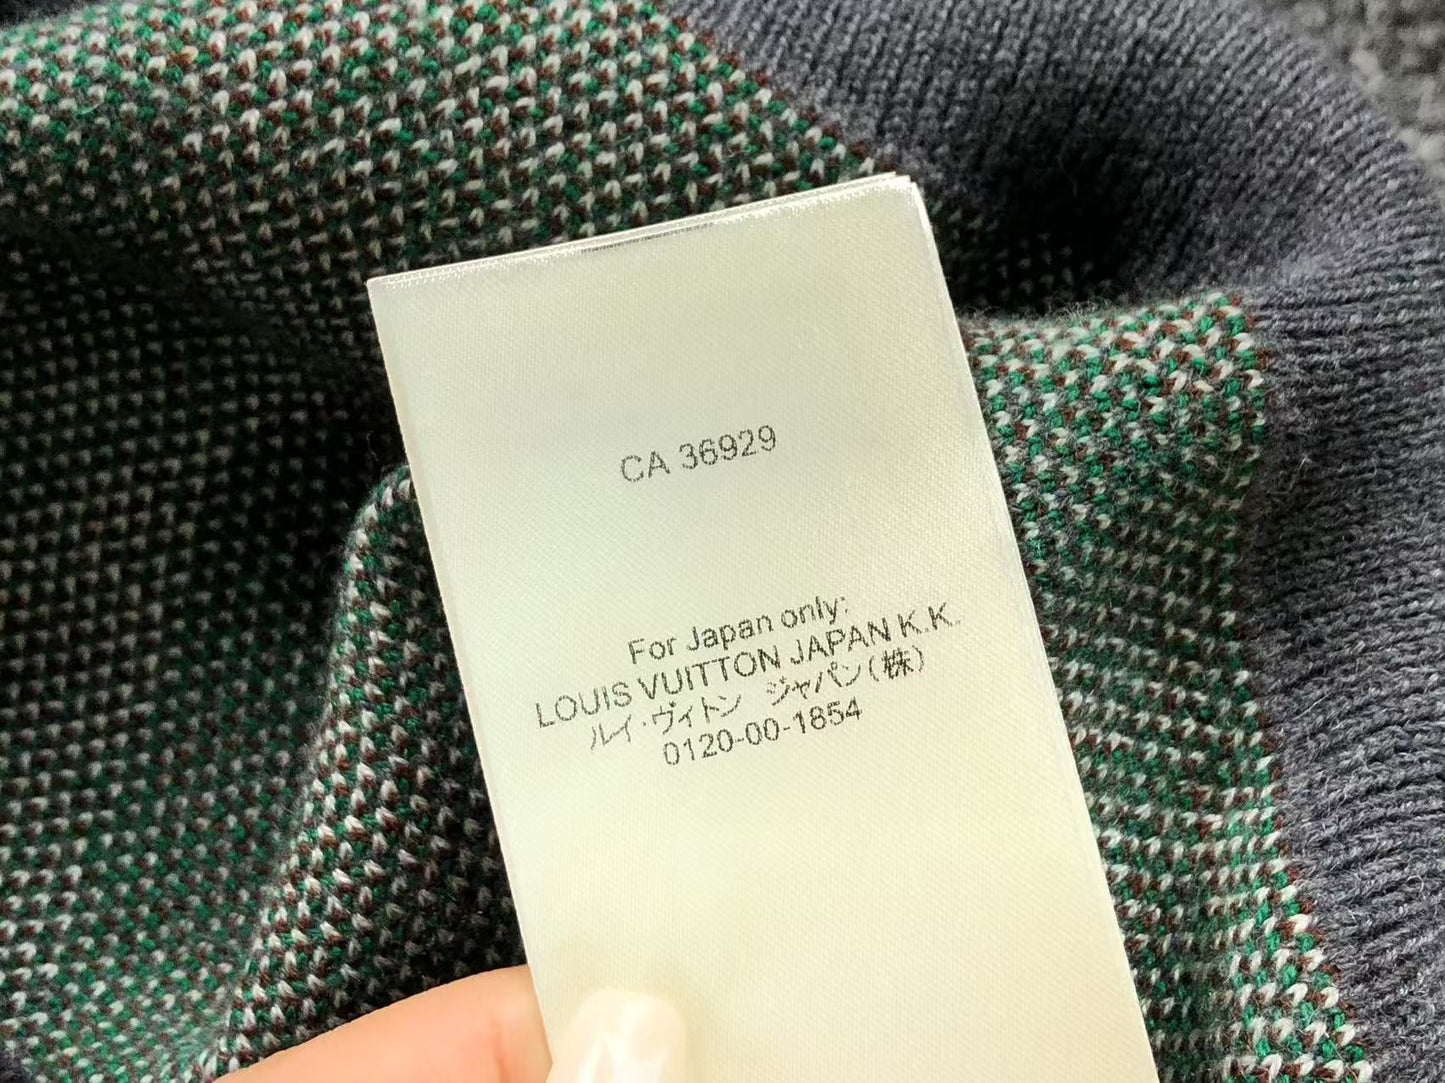 CA 36929
For Japan only:
LOUIS VUITTON JAPAN K.K.
ルイ・ヴィトン ジャパン(株)
0120-00-1854